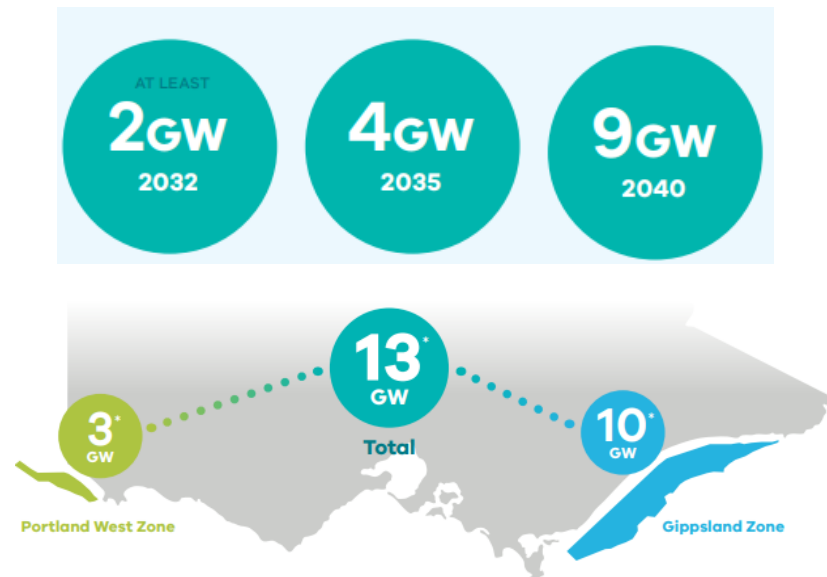 AT LEAST
2GW
2032
4GW
2035
9GW
2040
13*
GW
Total
3*
GW
Portland West Zone
10*
GW
Gippsland Zone